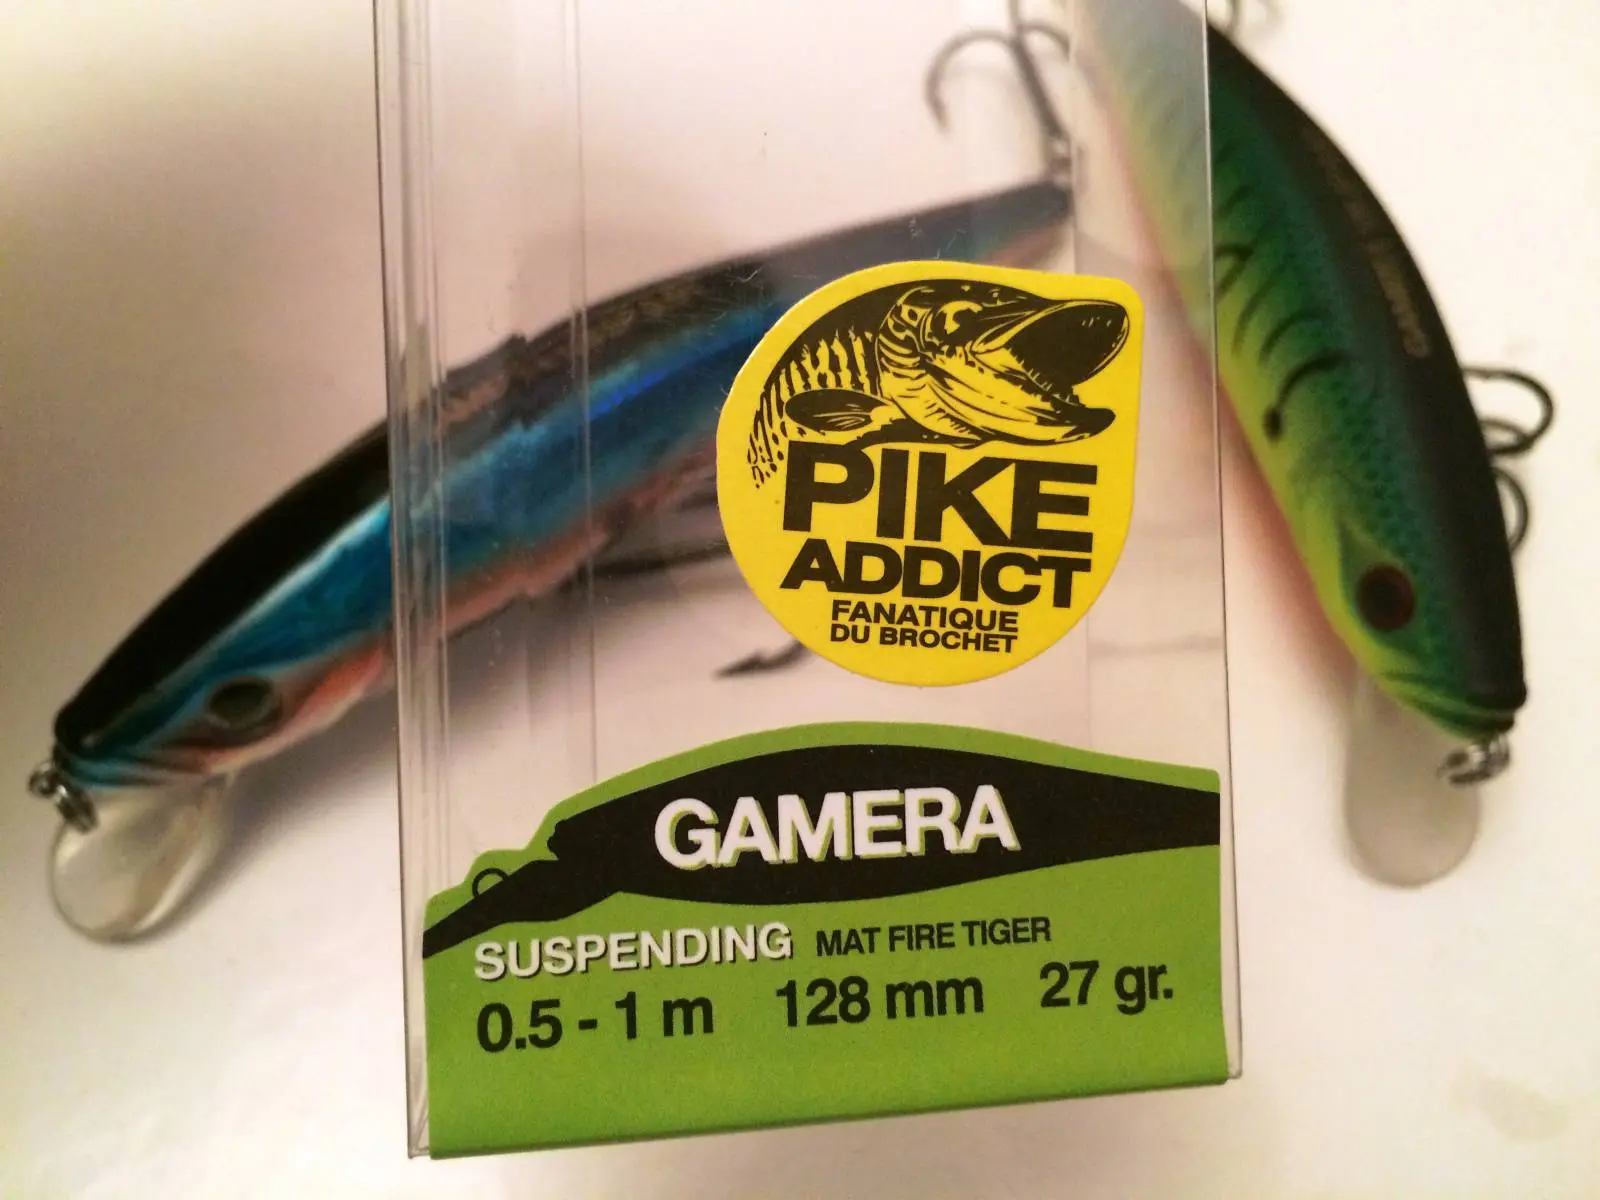 PIKE
ADDICT
FANATIQUE
DU BROCHET
GAMERA
SUSPENDING MAT FIRE TIGER
0.5 - 1 m 128 mm 27 gr.